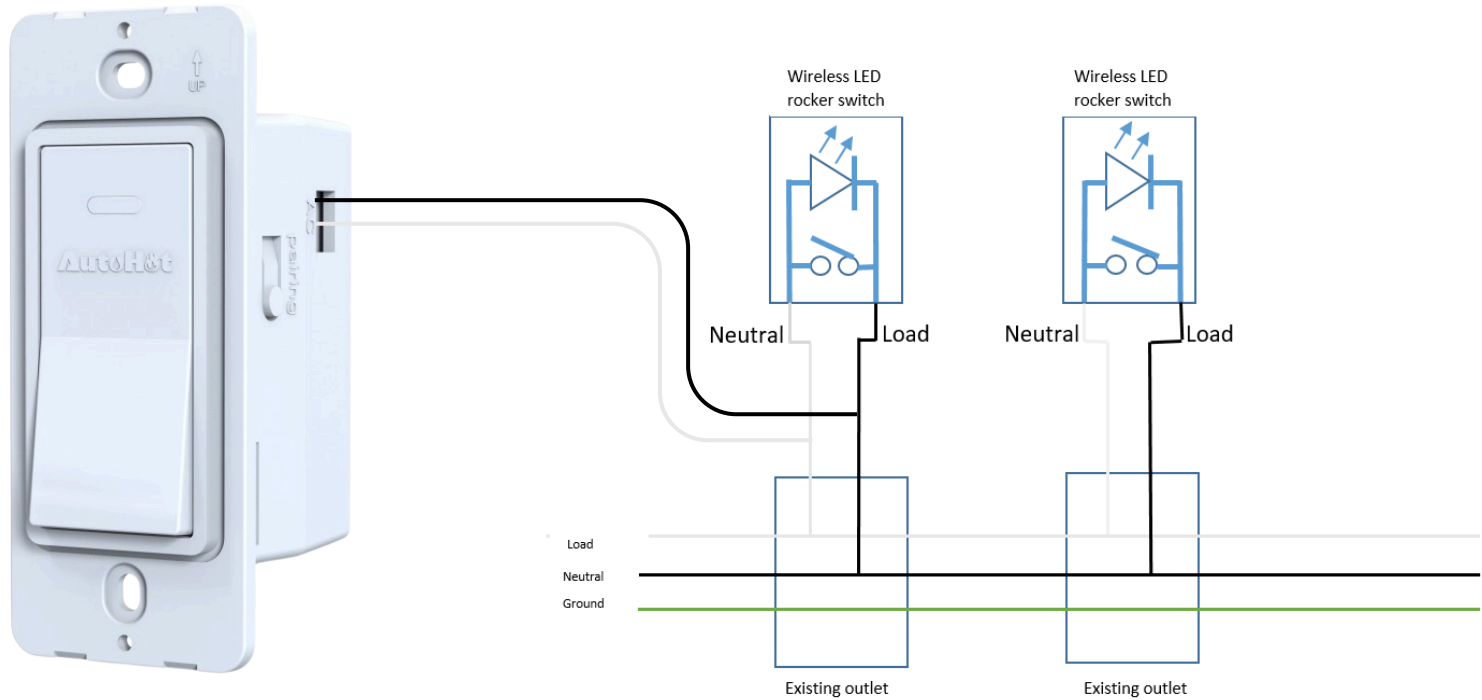 UP
AutoHot
AC
pairing
Wireless LED
rocker switch
Wireless LED
rocker switch
Neutral
Load
Neutral
Load
Load
Neutral
Ground
Existing outlet
Existing outlet